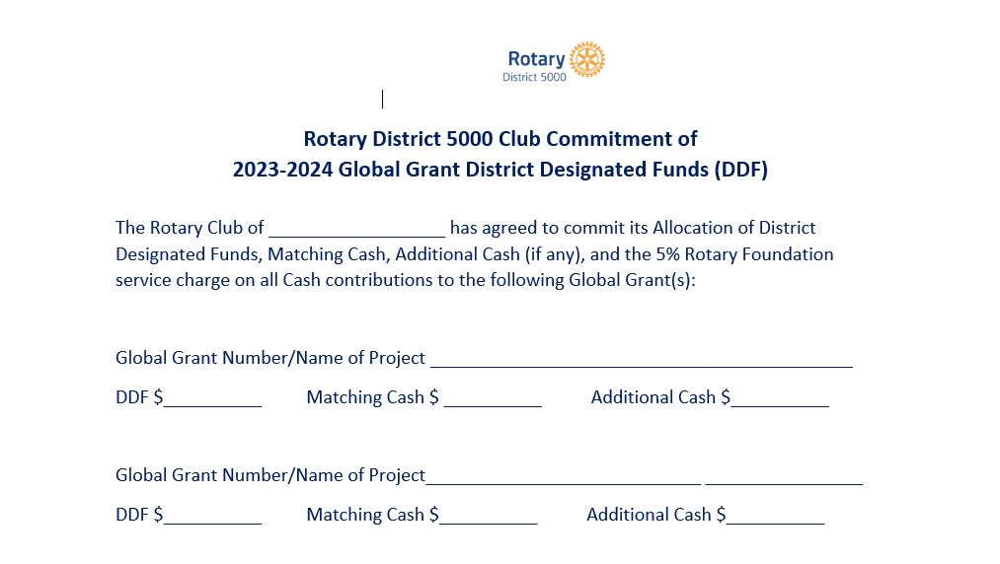 Rotary
District 5000
Rotary District 5000 Club Commitment of
2023-2024 Global Grant District Designated Funds (DDF)
The Rotary Club of __________________ has agreed to commit its Allocation of District
Designated Funds, Matching Cash, Additional Cash (if any), and the 5% Rotary Foundation
service charge on all Cash contributions to the following Global Grant(s):
Global Grant Number/Name of Project ___________________________________________
DDF $__________ Matching Cash $ __________ Additional Cash $__________
Global Grant Number/Name of Project____________________________ ________________
DDF $__________ Matching Cash $__________ Additional Cash $__________